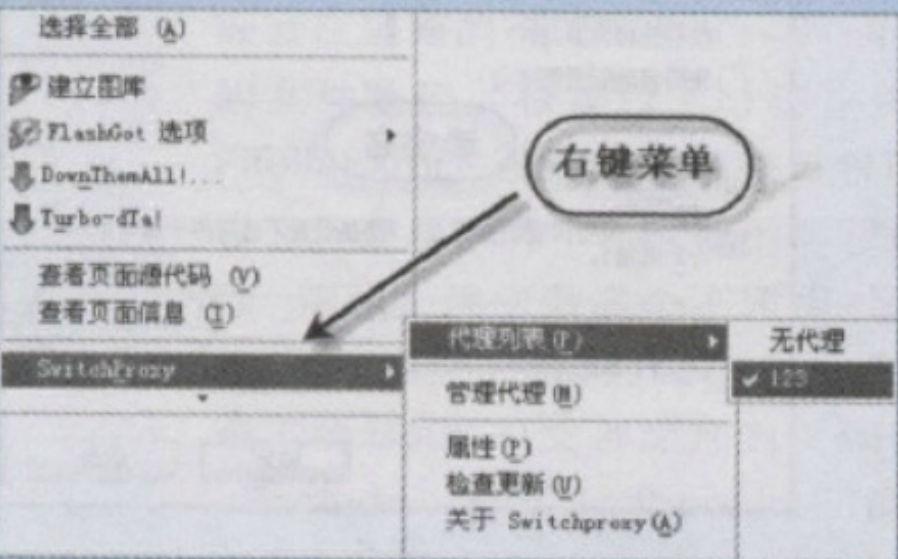 选择全部 (A)
建立图库
FlashGot 选项
DownThemAll!...
Turbo-dTa!
查看页面源代码 (V)
查看页面信息 (I)
SwitchProxy
右键菜单
代理列表(P)
管理代理(M)
属性(P)
检查更新(U)
关于 Switchproxy(A)
无代理
123